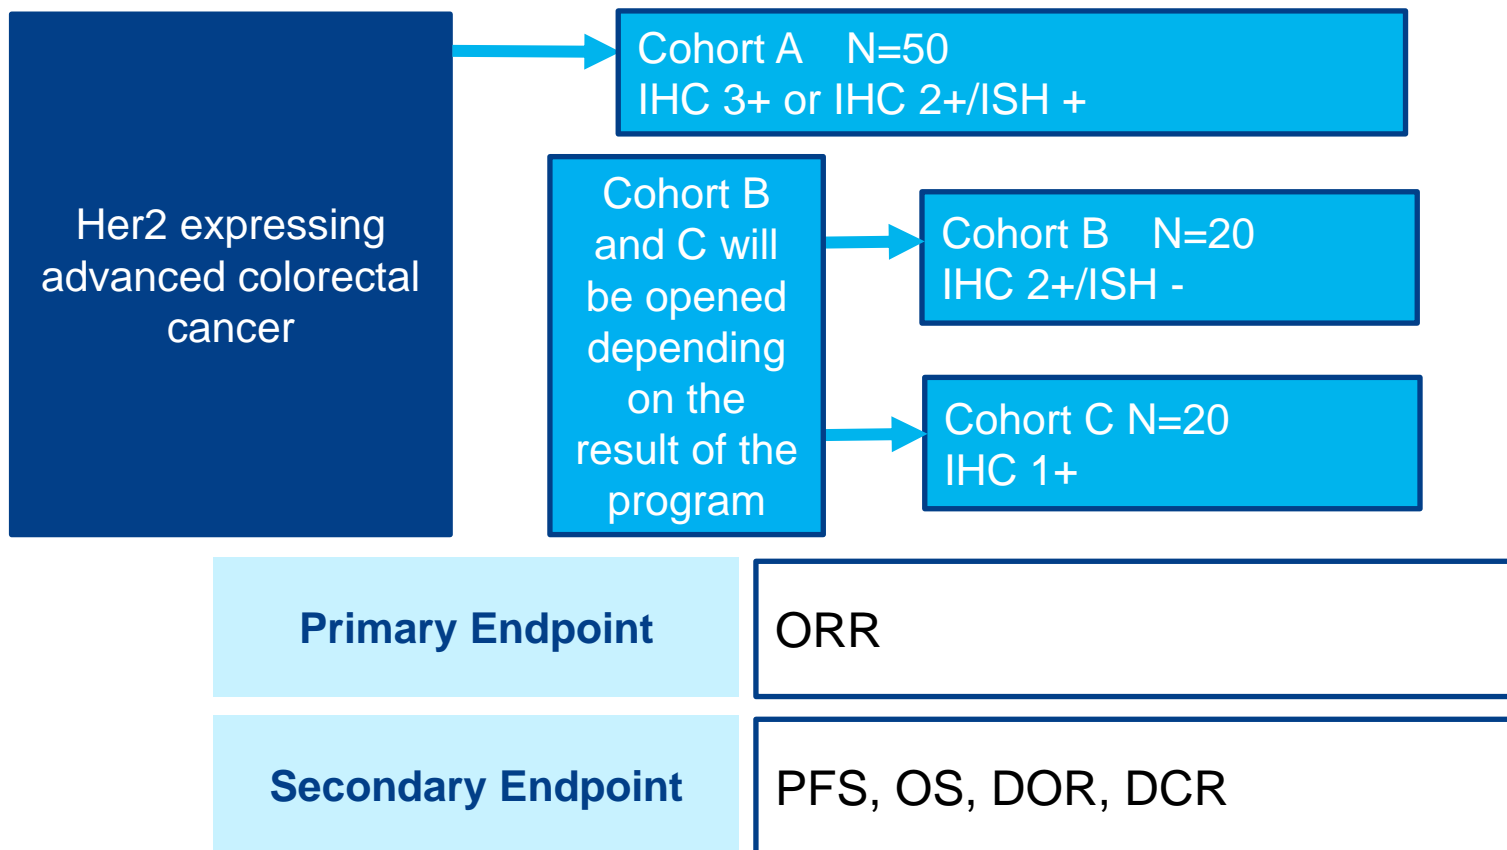 Her2 expressing
advanced colorectal
cancer
Cohort A N=50
IHC 3+ or IHC 2+/ISH +
Cohort B
and C will
be opened
depending
on the
result of the
program
Cohort B N=20
IHC 2+/ISH -
Cohort C N=20
IHC 1+
Primary Endpoint
ORR
Secondary Endpoint
PFS, OS, DOR, DCR